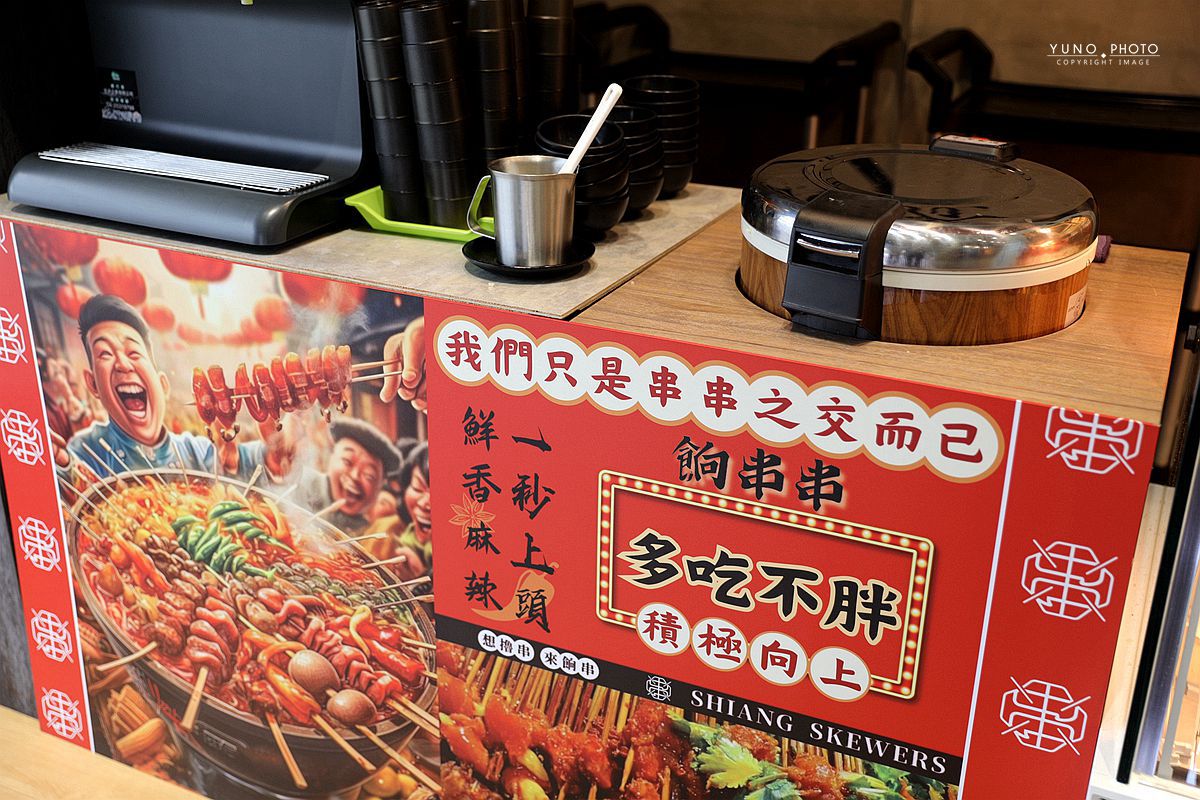 YUNO PHOTO
COPYRIGHT IMAGE
我們只是串串之交而已
餉串串
一秒上頭
鮮香麻辣
多吃不胖
積極向上
想擼串 來餉串
串 SHIANG SKEWERS